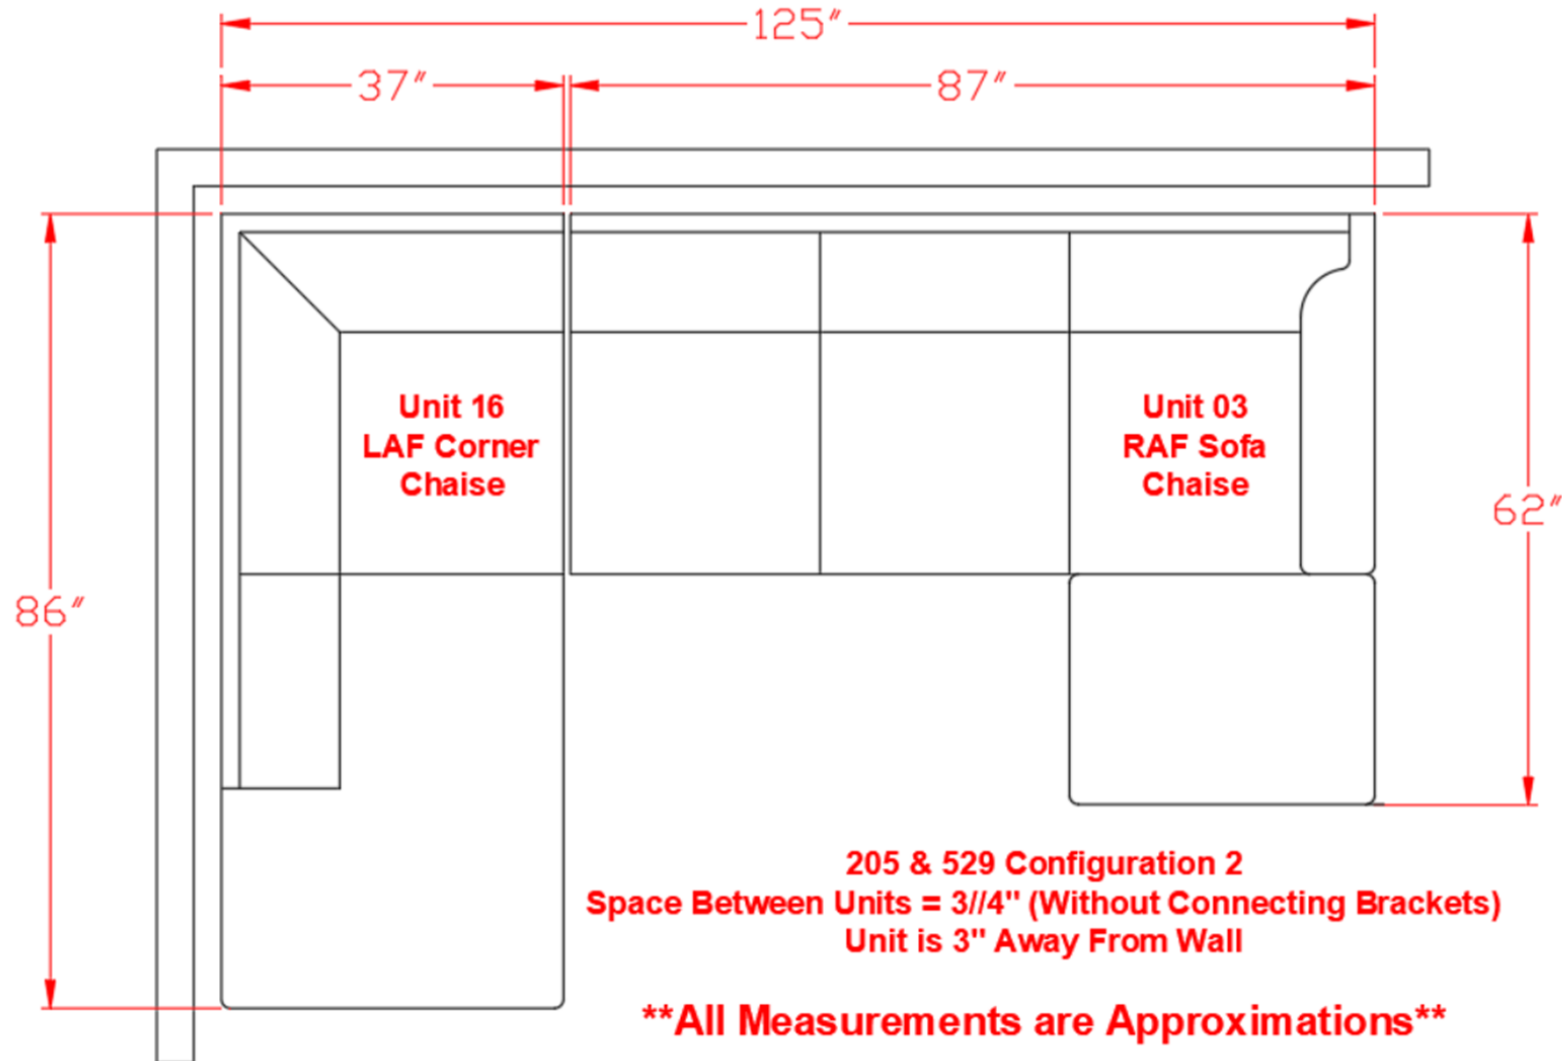 125"
37"
87"
Unit 16
LAF Corner
Chaise
Unit 03
RAF Sofa
Chaise
62"
86"
205 & 529 Configuration 2
Space Between Units = 3//4" (Without Connecting Brackets)
Unit is 3" Away From Wall
**All Measurements are Approximations**